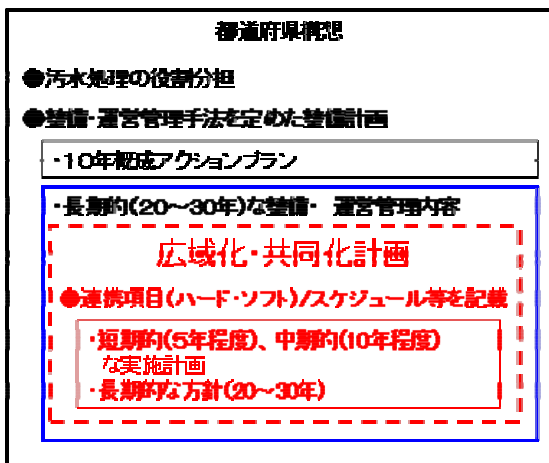 都道府県構想
●汚水処理の役割分担
●整備・運営管理手法を定めた整備計画
・10年概成アクションプラン
・長期的(20～30年)な整備・ 運営管理内容
広域化・共同化計画
●連携項目(ハード・ソフト)/スケジュール等を記載
・短期的(5年程度)、中期的(10年程度)
な実施計画
・長期的な方針(20～30年)